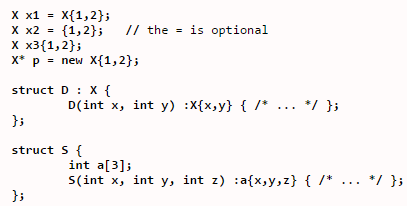 X x1 = X{1,2};
X x2 = {1,2};   // the = is optional
X x3{1,2};
X* p = new X{1,2};

struct D : X {
        D(int x, int y) :X{x,y} { /* ... */ };
};

struct S {
        int a[3];
        S(int x, int y, int z) :a{x,y,z} { /* ... */ };
};